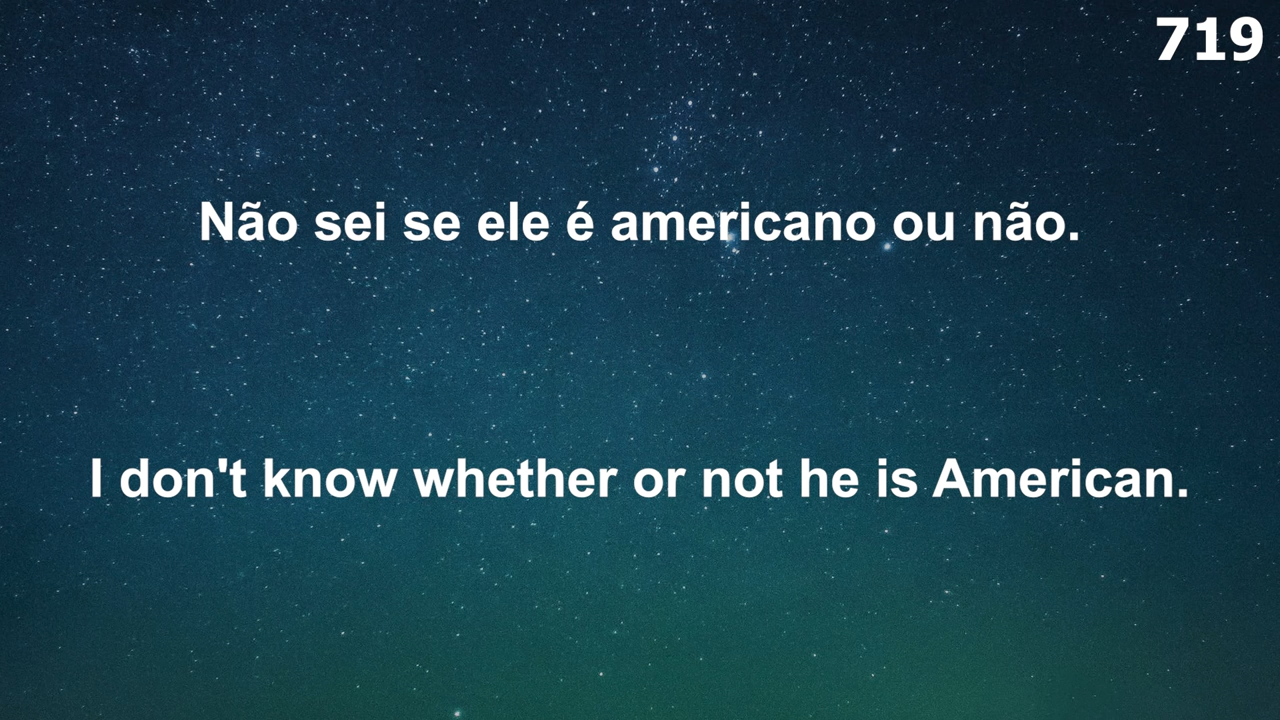 719
Não sei se ele é americano ou não.
I don't know whether or not he is American.